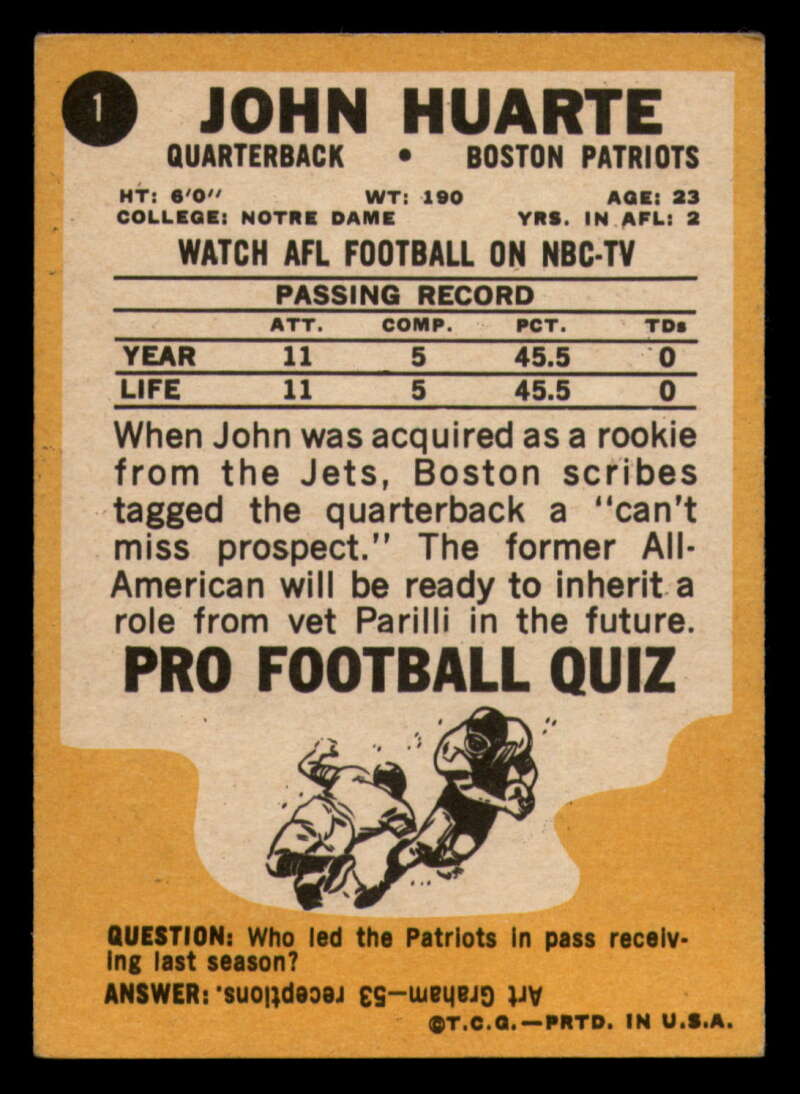 1
JOHN HUARTE
QUARTERBACK • BOSTON PATRIOTS
HT: 6'0" WT: 190 AGE: 23
COLLEGE: NOTRE DAME YRS. IN AFL: 2
WATCH AFL FOOTBALL ON NBC-TV
PASSING RECORD
ATT. COMP. PCT. TDs
YEAR 11 5 45.5 0
LIFE 11 5 45.5 0
When John was acquired as a rookie
from the Jets, Boston scribes
tagged the quarterback a "can't
miss prospect." The former All-
American will be ready to inherit a
role from vet Parilli in the future.
PRO FOOTBALL QUIZ
QUESTION: Who led the Patriots in pass receiv-
ing last season?
ANSWER: Art Graham—53 receptions.
©T.C.G.—PRTD. IN U.S.A.